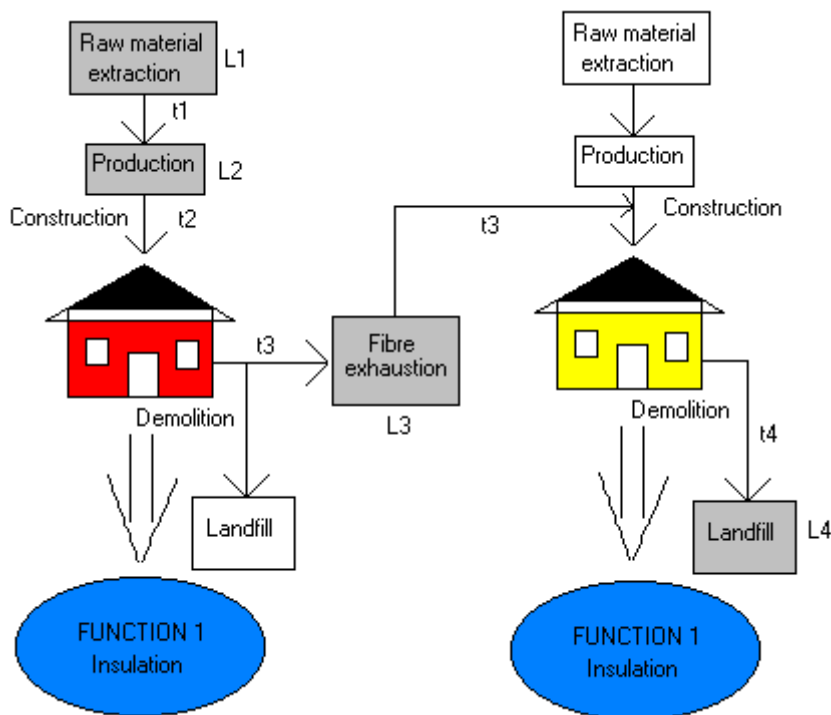 Raw material
extraction
L1
t1
Production
L2
Construction
t2
t3
Demolition
Landfill
FUNCTION 1
Insulation
Fibre
exhaustion
L3
t3
Raw material
extraction
Production
Construction
Demolition
t4
Landfill
L4
FUNCTION 1
Insulation